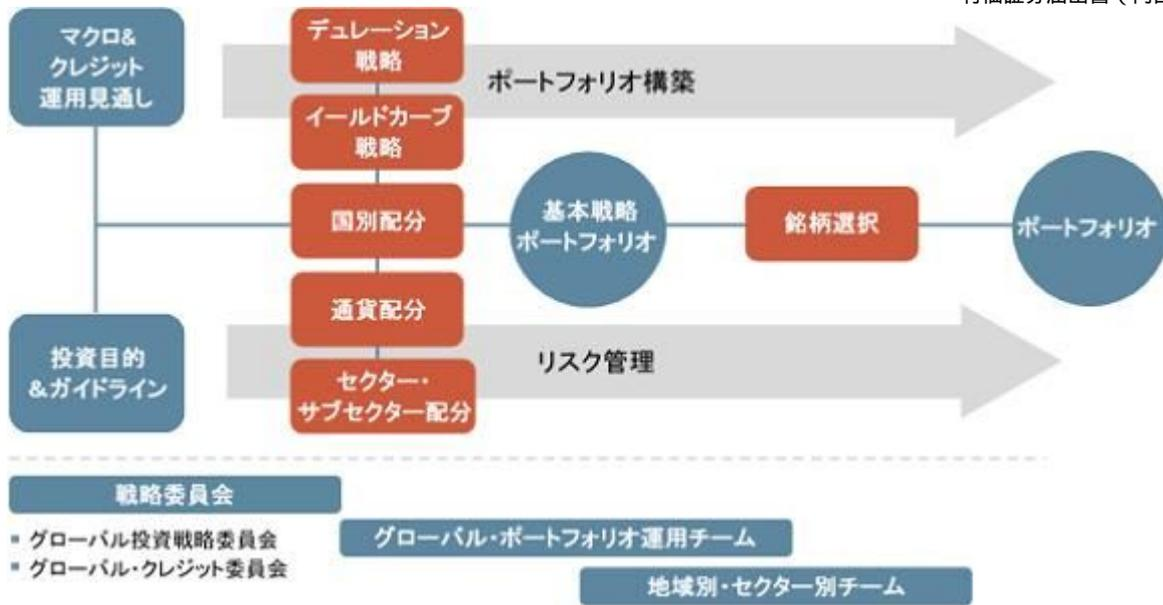 マクロ&
クレジット
運用見通し
デュレーション
戦略
ポートフォリオ構築
イールドカーブ
戦略
国別配分
基本戦略
ポートフォリオ
銘柄選択
ポートフォリオ
通貨配分
投資目的
&ガイドライン
リスク管理
セクター・
サブセクター配分
戦略委員会
▪ グローバル投資戦略委員会
▪ グローバル・クレジット委員会
グローバル・ポートフォリオ運用チーム
地域別・セクター別チーム